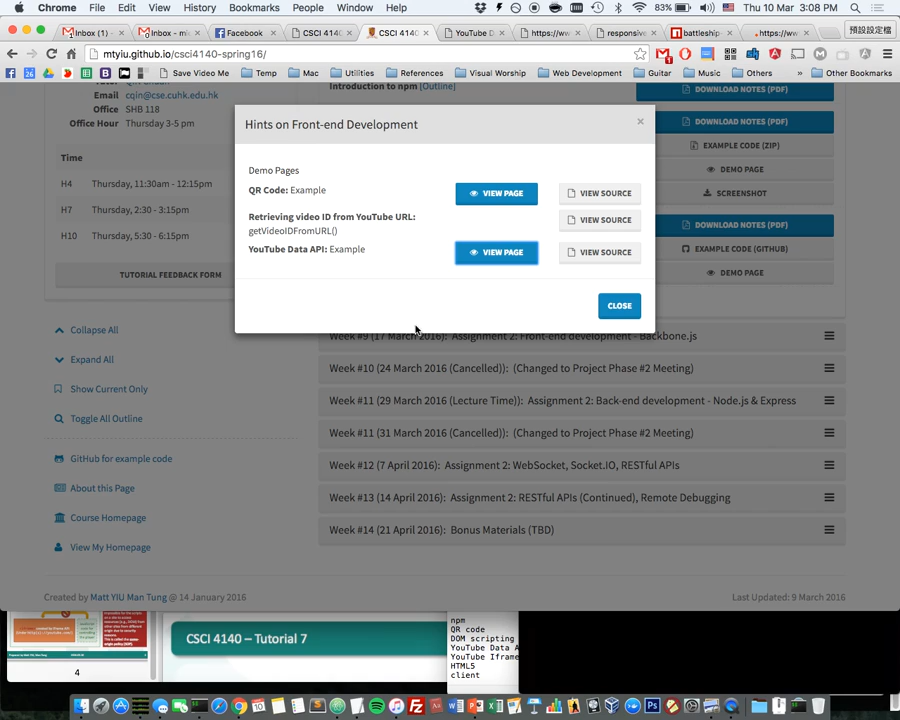 Chrome File Edit View History Bookmarks People Window Help
83% Thu 10 Mar 3:08 PM
Inbox (1) Inbox – mi Facebook CSCI 414 CSCI 414 YouTube D https://ww responsive battleship https://ww 預設設定檔
mtyiu.github.io/csci4140-spring16/
Save Video Me Temp Mac Utilities References Visual Worship Web Development Guitar Music Others » Other Bookmarks
Email cqin@cse.cuhk.edu.hk
Office SHB 118
Office Hour Thursday 3-5 pm
Time
H4 Thursday, 11:30am - 12:15pm
H7 Thursday, 2:30 - 3:15pm
H10 Thursday, 5:30 - 6:15pm
TUTORIAL FEEDBACK FORM
Collapse All
Expand All
Show Current Only
Toggle All Outline
GitHub for example code
About this Page
Course Homepage
View My Homepage
Introduction to npm [Outline]
DOWNLOAD NOTES (PDF)
DOWNLOAD NOTES (PDF)
EXAMPLE CODE (ZIP)
DEMO PAGE
SCREENSHOT
DOWNLOAD NOTES (PDF)
EXAMPLE CODE (GITHUB)
DEMO PAGE
Hints on Front-end Development ×
Demo Pages
QR Code: Example VIEW PAGE VIEW SOURCE
Retrieving video ID from YouTube URL: VIEW SOURCE
getVideoIDFromURL()
YouTube Data API: Example VIEW PAGE VIEW SOURCE
CLOSE
Week #9 (17 March 2016): Assignment 2: Front-end development - Backbone.js
Week #10 (24 March 2016 (Cancelled)): (Changed to Project Phase #2 Meeting)
Week #11 (29 March 2016 (Lecture Time)): Assignment 2: Back-end development - Node.js & Express
Week #11 (31 March 2016 (Cancelled)): (Changed to Project Phase #2 Meeting)
Week #12 (7 April 2016): Assignment 2: WebSocket, Socket.IO, RESTful APIs
Week #13 (14 April 2016): Assignment 2: RESTful APIs (Continued), Remote Debugging
Week #14 (21 April 2016): Bonus Materials (TBD)
Created by Matt YIU Man Tung @ 14 January 2016
Last Updated: 9 March 2016
4
CSCI 4140 – Tutorial 7
npm
QR code
DOM scripting
YouTube Data A
YouTube Iframe
HTML5
client